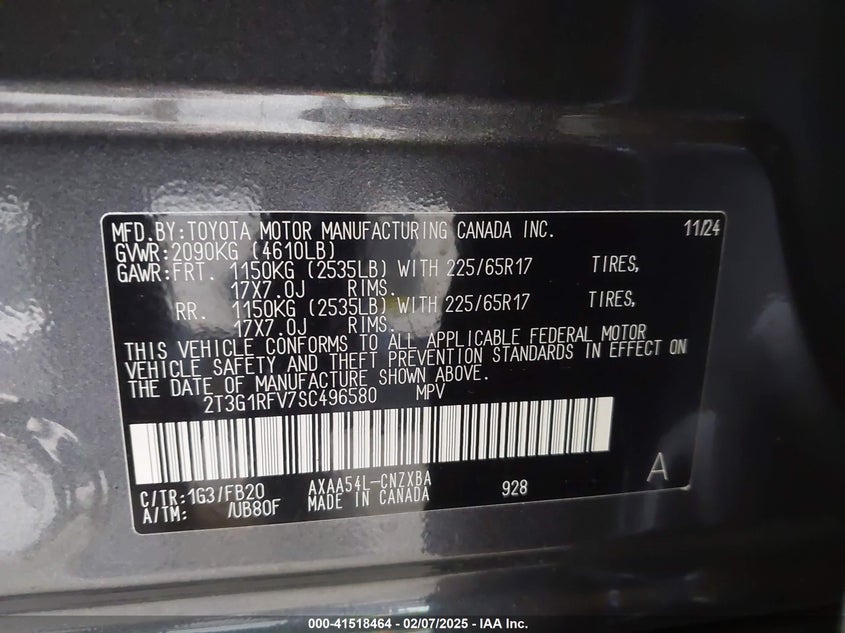 MFD.BY:TOYOTA MOTOR MANUFACTURING CANADA INC. 11/24
GVWR:2090KG (4610LB)
GAWR:FRT. 1150KG (2535LB) WITH 225/65R17 TIRES,
17X7.0J RIMS.
RR. 1150KG (2535LB) WITH 225/65R17 TIRES,
17X7.0J RIMS.
THIS VEHICLE CONFORMS TO ALL APPLICABLE FEDERAL MOTOR
VEHICLE SAFETY AND THEFT PREVENTION STANDARDS IN EFFECT ON
THE DATE OF MANUFACTURE SHOWN ABOVE.
2T3G1RFV7SC496580 MPV
C/TR:1G3/FB20 AXAA54L-CNZXBA 928 A
A/TM: /UB80F MADE IN CANADA
000-41518464 - 02/07/2025 - IAA Inc.